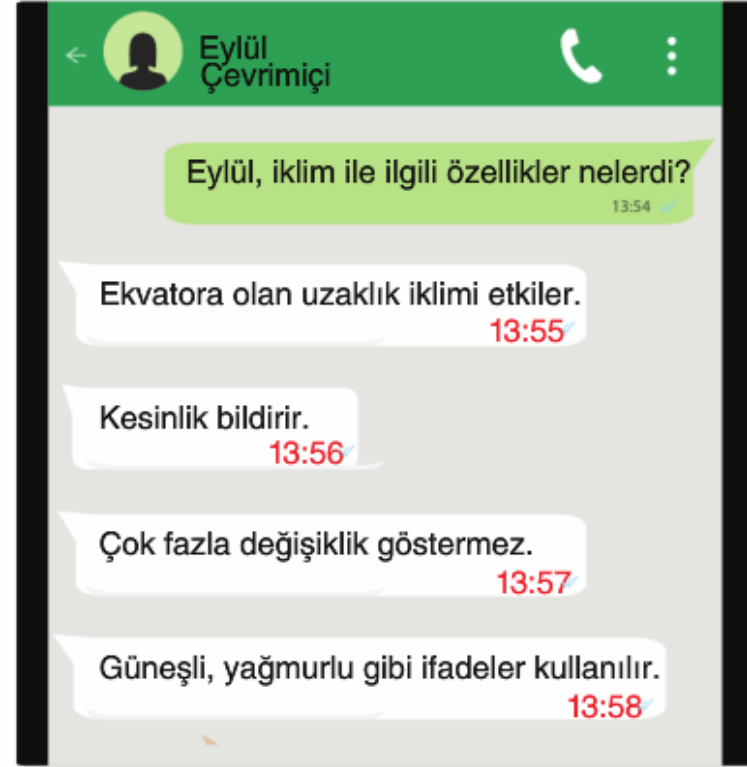 Eylül
Çevrimiçi
Eylül, iklim ile ilgili özellikler nelerdi?
13:54
Ekvatora olan uzaklık iklimi etkiler.
13:55
Kesinlik bildirir.
13:56
Çok fazla değişiklik göstermez.
13:57
Güneşli, yağmurlu gibi ifadeler kullanılır.
13:58